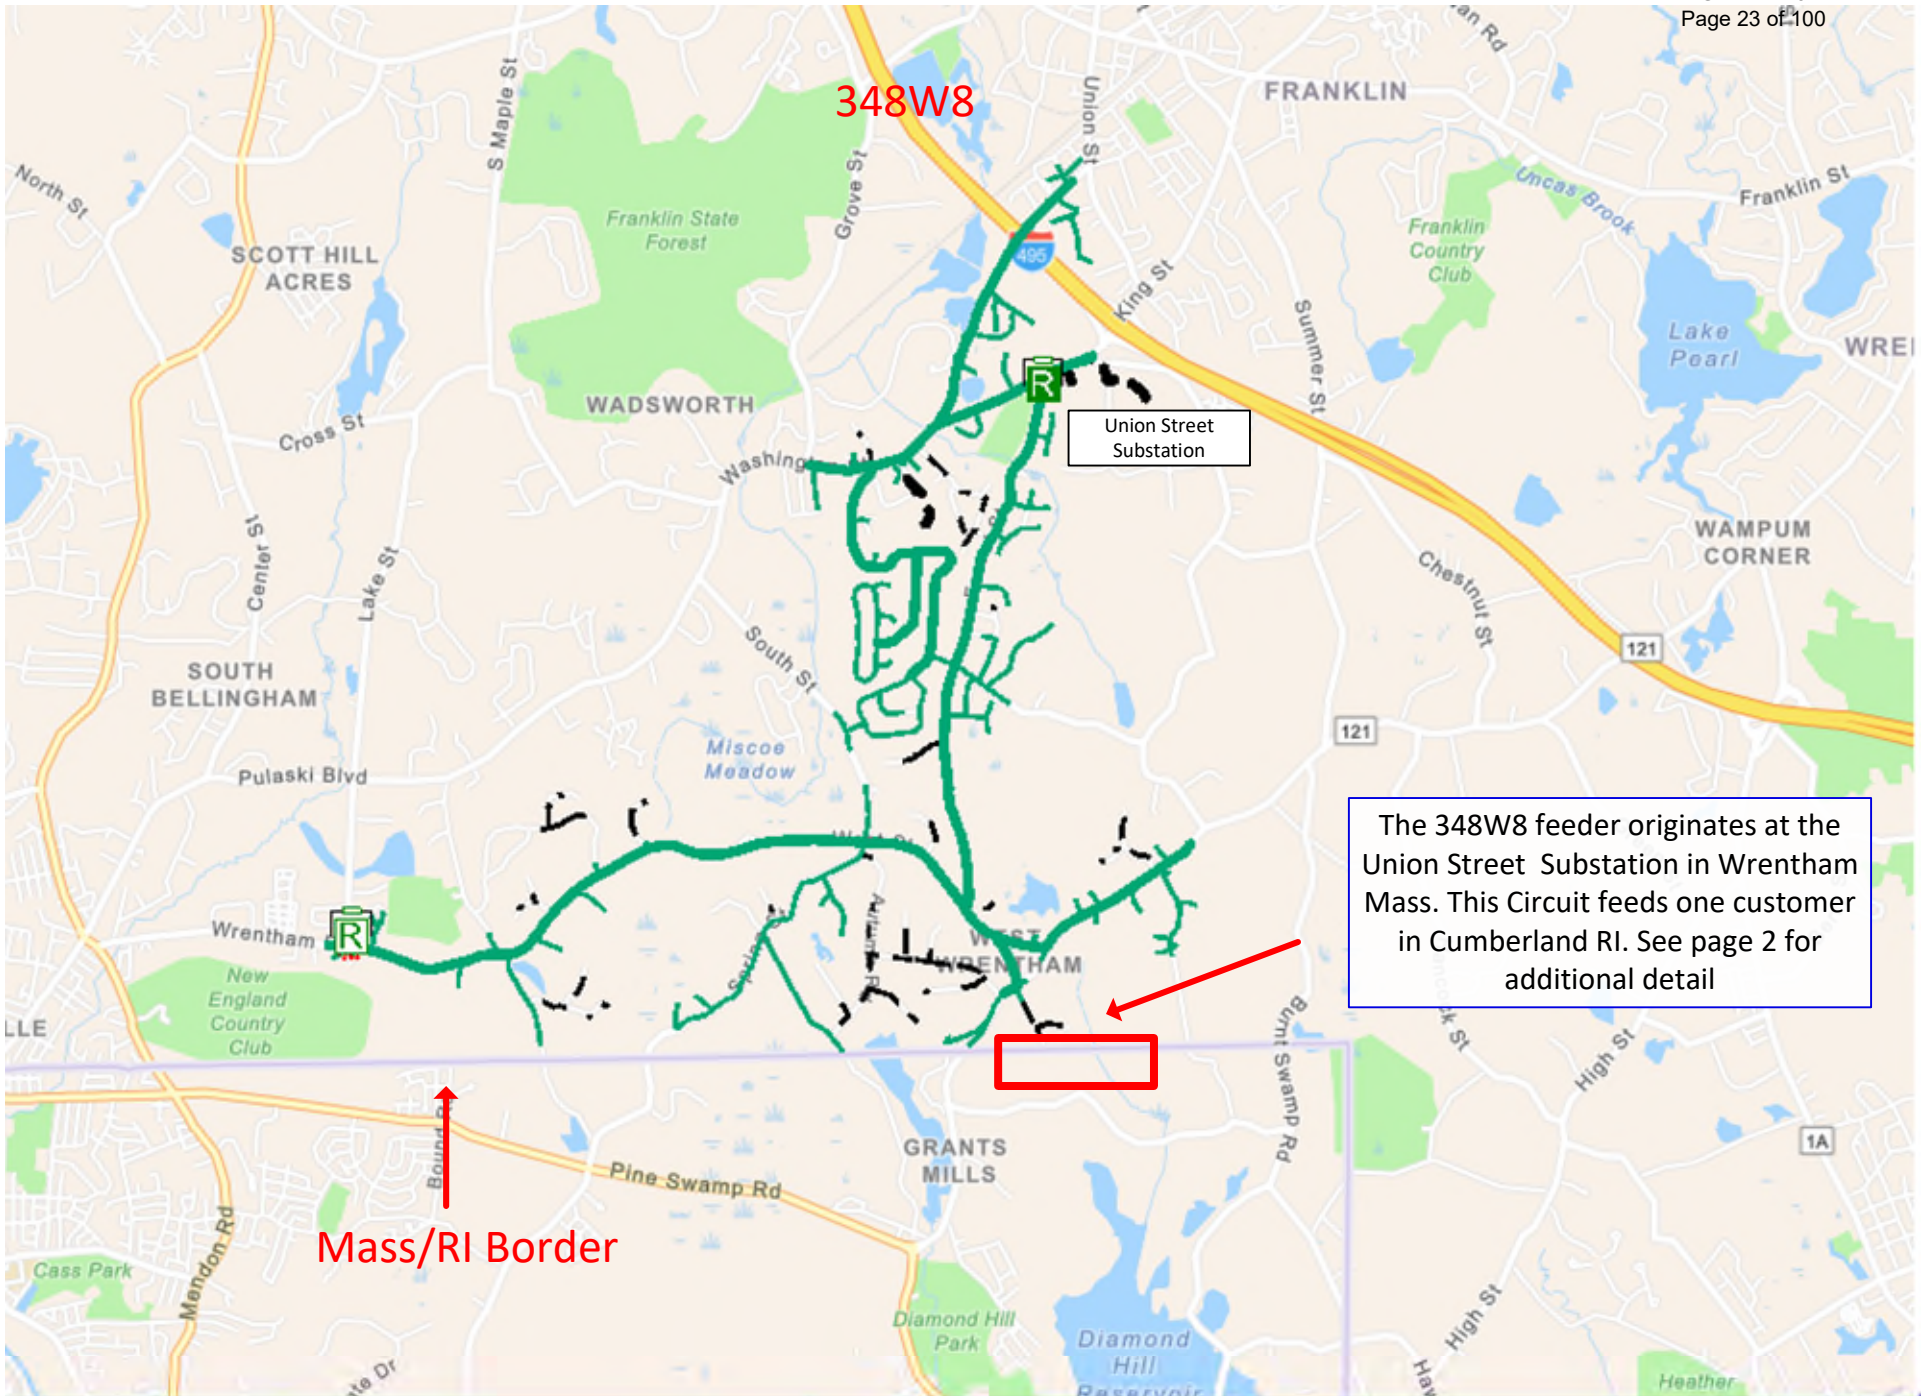 Page 23 of 100
348W8
Union St
FRANKLIN
S Maple St
North St
Grove St
Franklin State
Forest
Uncas Brook
Franklin St
SCOTT HILL
ACRES
Franklin
Country
Club
495
King St
Summer St
Lake
Pearl
WADSWORTH
Cross St
Union Street
Substation
WAMPUM
CORNER
Center St
Lake St
Chestnut St
South St
121
SOUTH
BELLINGHAM
121
Miscoe
Meadow
Pulaski Blvd
The 348W8 feeder originates at the
Union Street Substation in Wrentham
Mass. This Circuit feeds one customer
in Cumberland RI. See page 2 for
additional detail
Wrentham
WEST
WRENTHAM
New
England
Country
Club
LLE
Burnt Swamp Rd
High St
GRANTS
MILLS
1A
Pine Swamp Rd
Mass/RI Border
Mendon Rd
Cass Park
High St
Diamond Hill
Park
Diamond
Hill
Reservoir
Heather